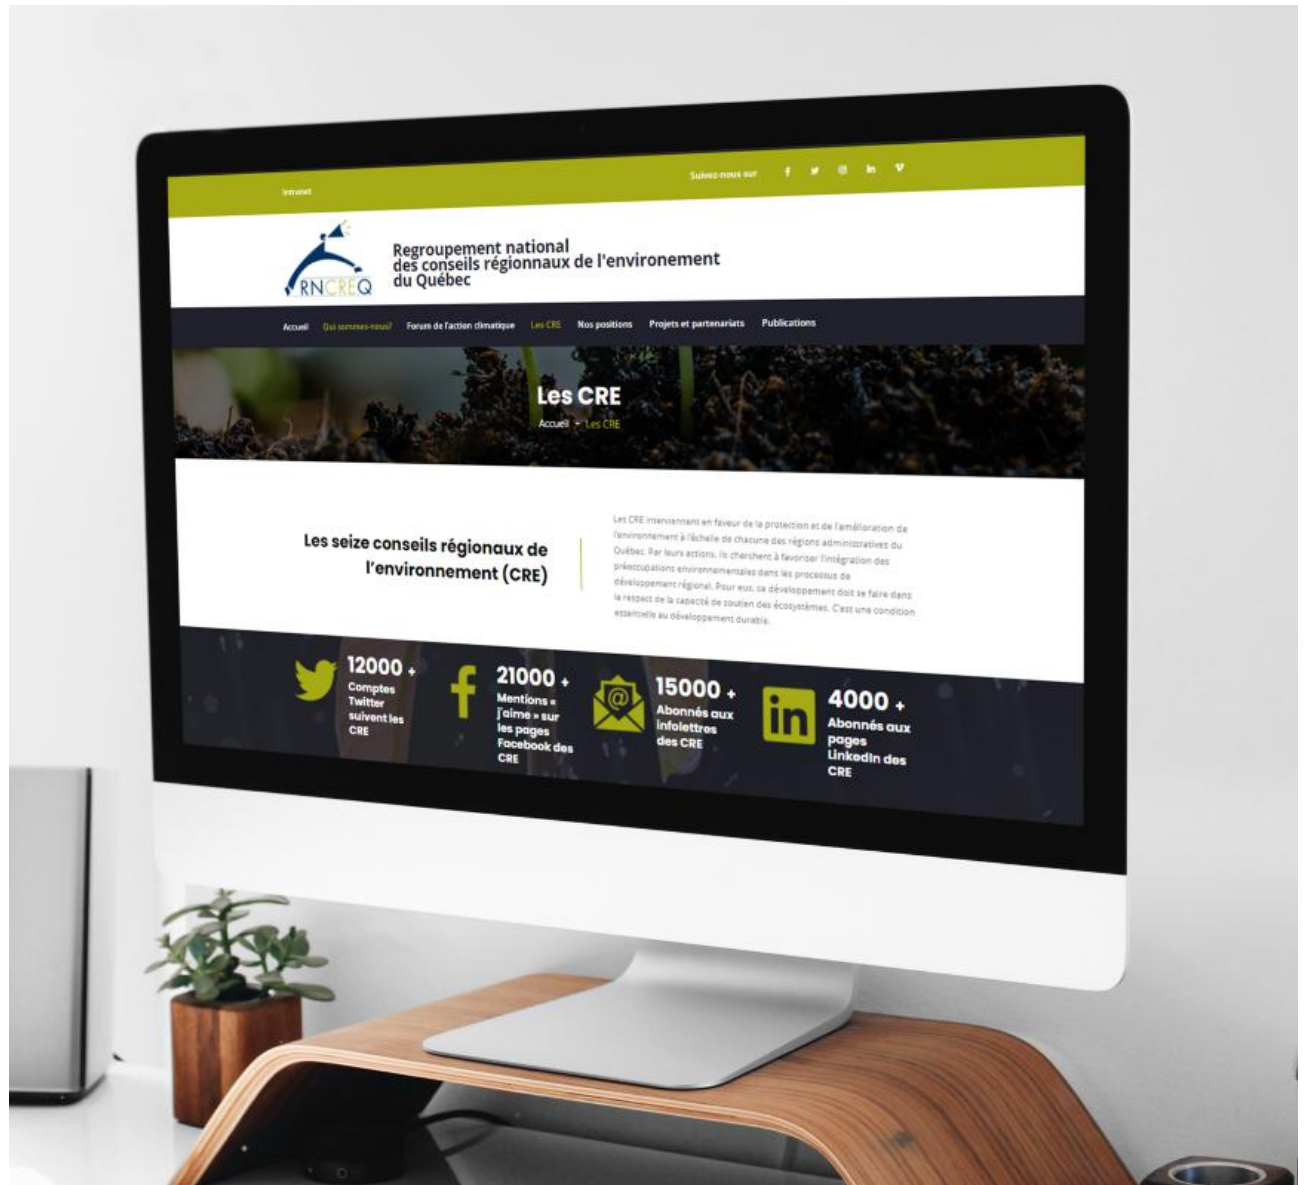 Intranet
Suivez-nous sur
RNCREQ
Regroupement national
des conseils régionnaux de l'environement
du Québec
Accueil Qui sommes-nous? Forum de l'action climatique Les CRE Nos positions Projets et partenariats Publications
Les CRE
Accueil - Les CRE
Les seize conseils régionaux de
l'environnement (CRE)
Les CRE interviennent en faveur de la protection et de l'amélioration de
l'environnement à l'échelle de chacune des régions administratives du
Québec. Par leurs actions, ils cherchent à favoriser l'intégration des
préoccupations environnementales dans les processus de
développement régional. Pour eux, ce développement doit se faire dans
le respect de la capacité de soutien des écosystèmes. C'est une condition
essentielle au développement durable.
12000 +
Comptes
Twitter
suivent les
CRE
21000 +
Mentions «
j'aime » sur
les pages
Facebook des
CRE
15000 +
Abonnés aux
infolettres
des CRE
4000 +
Abonnés aux
pages
LinkedIn des
CRE